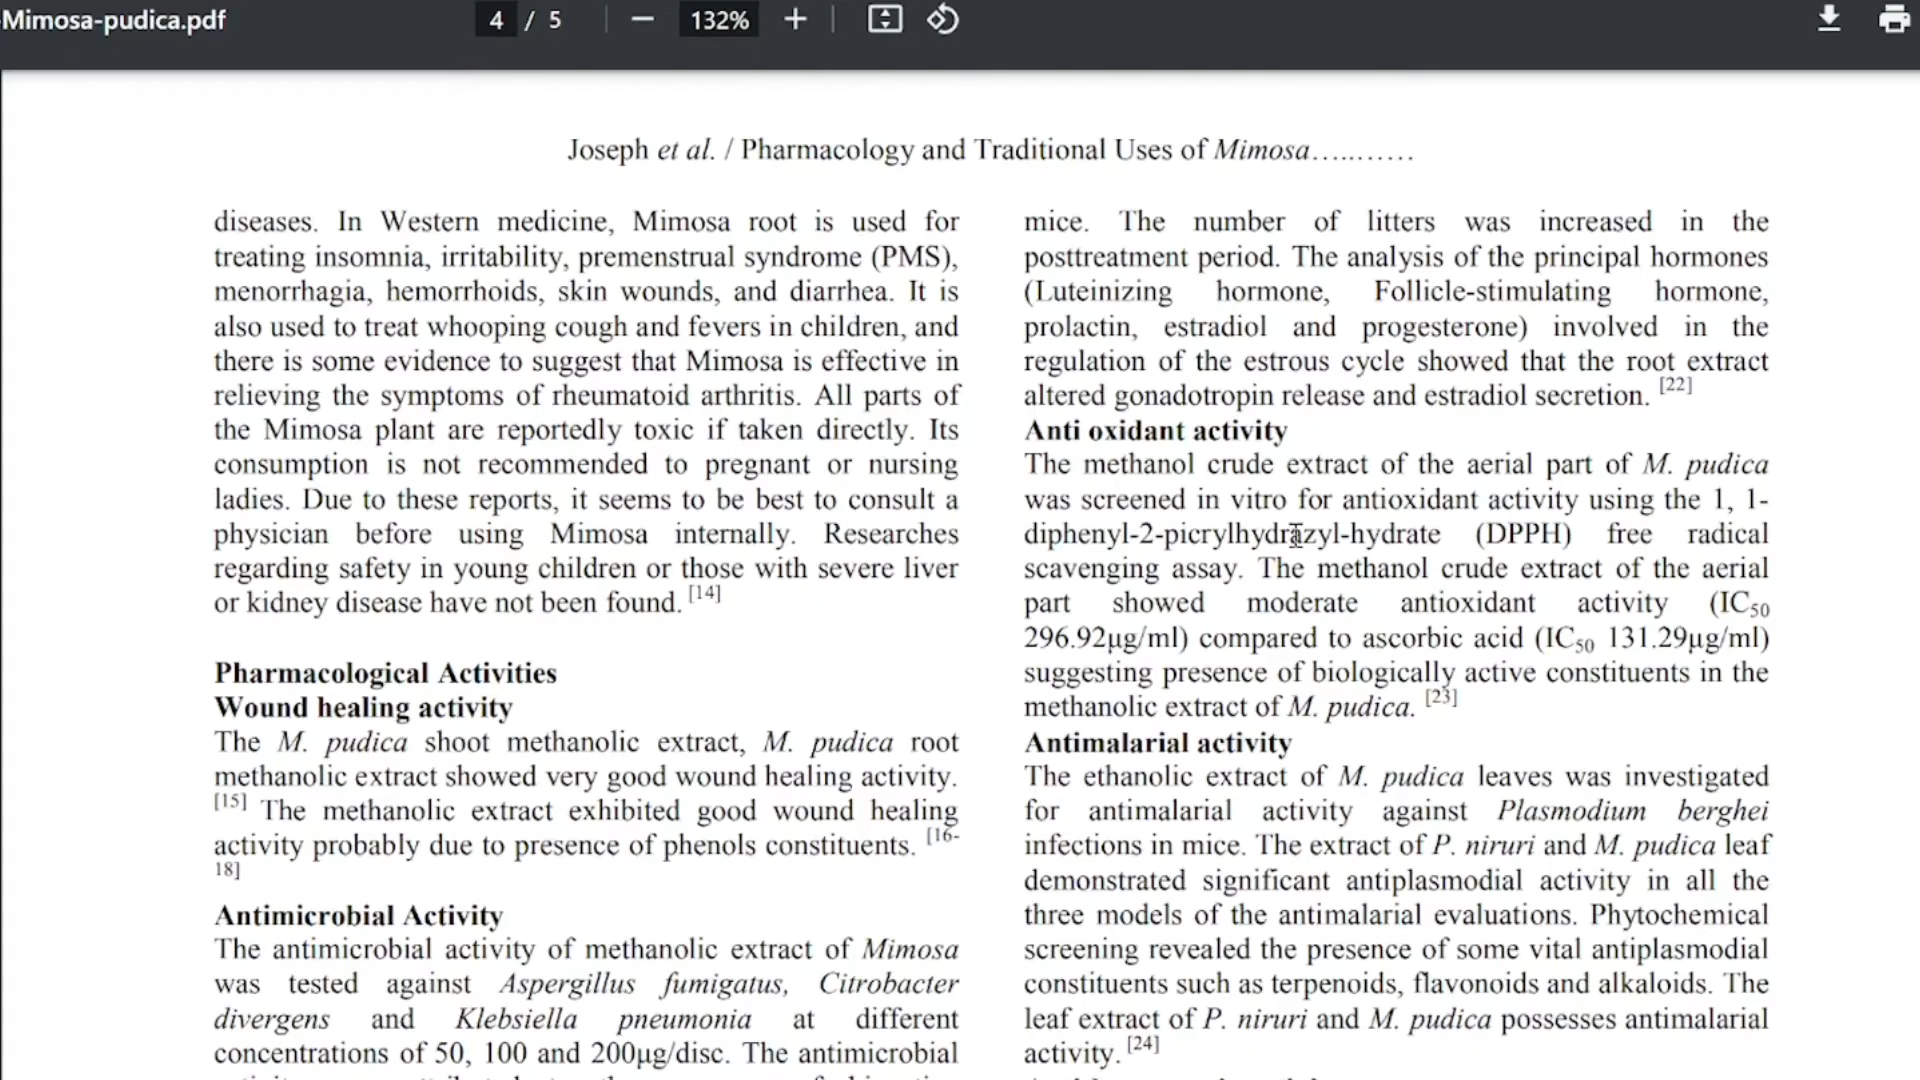 Mimosa-pudica.pdf
4 / 5
132%
Joseph et al. / Pharmacology and Traditional Uses of Mimosa…..……
diseases. In Western medicine, Mimosa root is used for
treating insomnia, irritability, premenstrual syndrome (PMS),
menorrhagia, hemorrhoids, skin wounds, and diarrhea. It is
also used to treat whooping cough and fevers in children, and
there is some evidence to suggest that Mimosa is effective in
relieving the symptoms of rheumatoid arthritis. All parts of
the Mimosa plant are reportedly toxic if taken directly. Its
consumption is not recommended to pregnant or nursing
ladies. Due to these reports, it seems to be best to consult a
physician before using Mimosa internally. Researches
regarding safety in young children or those with severe liver
or kidney disease have not been found. [14]
Pharmacological Activities
Wound healing activity
The M. pudica shoot methanolic extract, M. pudica root
methanolic extract showed very good wound healing activity.
[15] The methanolic extract exhibited good wound healing
activity probably due to presence of phenols constituents. [16-
18]
Antimicrobial Activity
The antimicrobial activity of methanolic extract of Mimosa
was tested against Aspergillus fumigatus, Citrobacter
divergens and Klebsiella pneumonia at different
concentrations of 50, 100 and 200µg/disc. The antimicrobial
mice. The number of litters was increased in the
posttreatment period. The analysis of the principal hormones
(Luteinizing hormone, Follicle-stimulating hormone,
prolactin, estradiol and progesterone) involved in the
regulation of the estrous cycle showed that the root extract
altered gonadotropin release and estradiol secretion. [22]
Anti oxidant activity
The methanol crude extract of the aerial part of M. pudica
was screened in vitro for antioxidant activity using the 1, 1-
diphenyl-2-picrylhydrazyl-hydrate (DPPH) free radical
scavenging assay. The methanol crude extract of the aerial
part showed moderate antioxidant activity (IC50
296.92µg/ml) compared to ascorbic acid (IC50 131.29µg/ml)
suggesting presence of biologically active constituents in the
methanolic extract of M. pudica. [23]
Antimalarial activity
The ethanolic extract of M. pudica leaves was investigated
for antimalarial activity against Plasmodium berghei
infections in mice. The extract of P. niruri and M. pudica leaf
demonstrated significant antiplasmodial activity in all the
three models of the antimalarial evaluations. Phytochemical
screening revealed the presence of some vital antiplasmodial
constituents such as terpenoids, flavonoids and alkaloids. The
leaf extract of P. niruri and M. pudica possesses antimalarial
activity. [24]